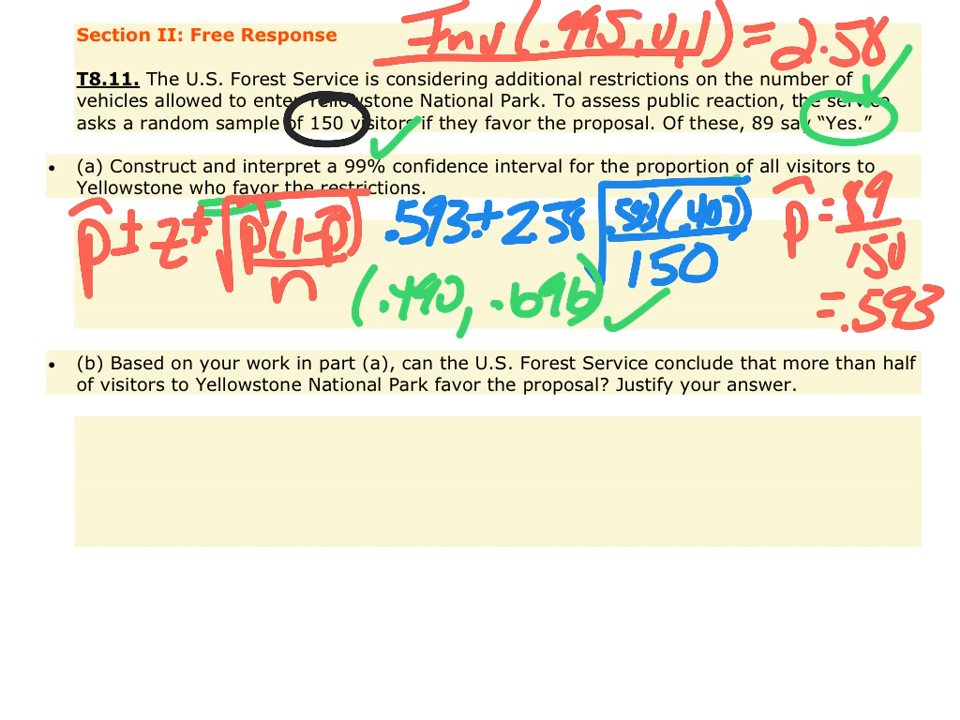 Section II: Free Response
Inv(.995,0,1) = 2.58
T8.11. The U.S. Forest Service is considering additional restrictions on the number of
vehicles allowed to enter Yellowstone National Park. To assess public reaction, the service
asks a random sample of 150 visitors if they favor the proposal. Of these, 89 say “Yes.”
• (a) Construct and interpret a 99% confidence interval for the proportion of all visitors to
Yellowstone who favor the restrictions.
p̂ ± z* √(p̂(1-p̂)/n)
.593 ± 2.58 √(.593(.407)/150)
p̂ = 89/150
= .593
(.490, .696)
• (b) Based on your work in part (a), can the U.S. Forest Service conclude that more than half
of visitors to Yellowstone National Park favor the proposal? Justify your answer.